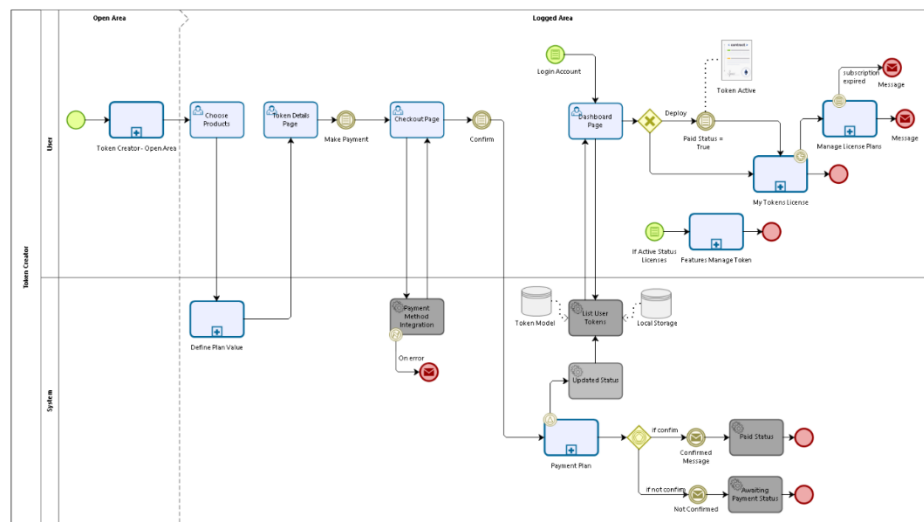 Open Area
Logged Area
Token Creator
User
System
Token Creator - Open Area
Choose
Products
Token Details
Page
Make Payment
Checkout Page
Confirm
Login Account
Dashboard
Page
Deploy
Paid Status =
True
Token Active
subscription
expired
Message
Message
Manage License Plans
My Tokens License
If Active Status
Licenses
Features Manage Token
Define Plan Value
Payment
Method
Integration
On error
Token Model
List User
Tokens
Local Storage
Updated Status
Payment Plan
if confirm
Confirmed
Message
Paid Status
if not confirm
Not Confirmed
Awaiting
Payment Status